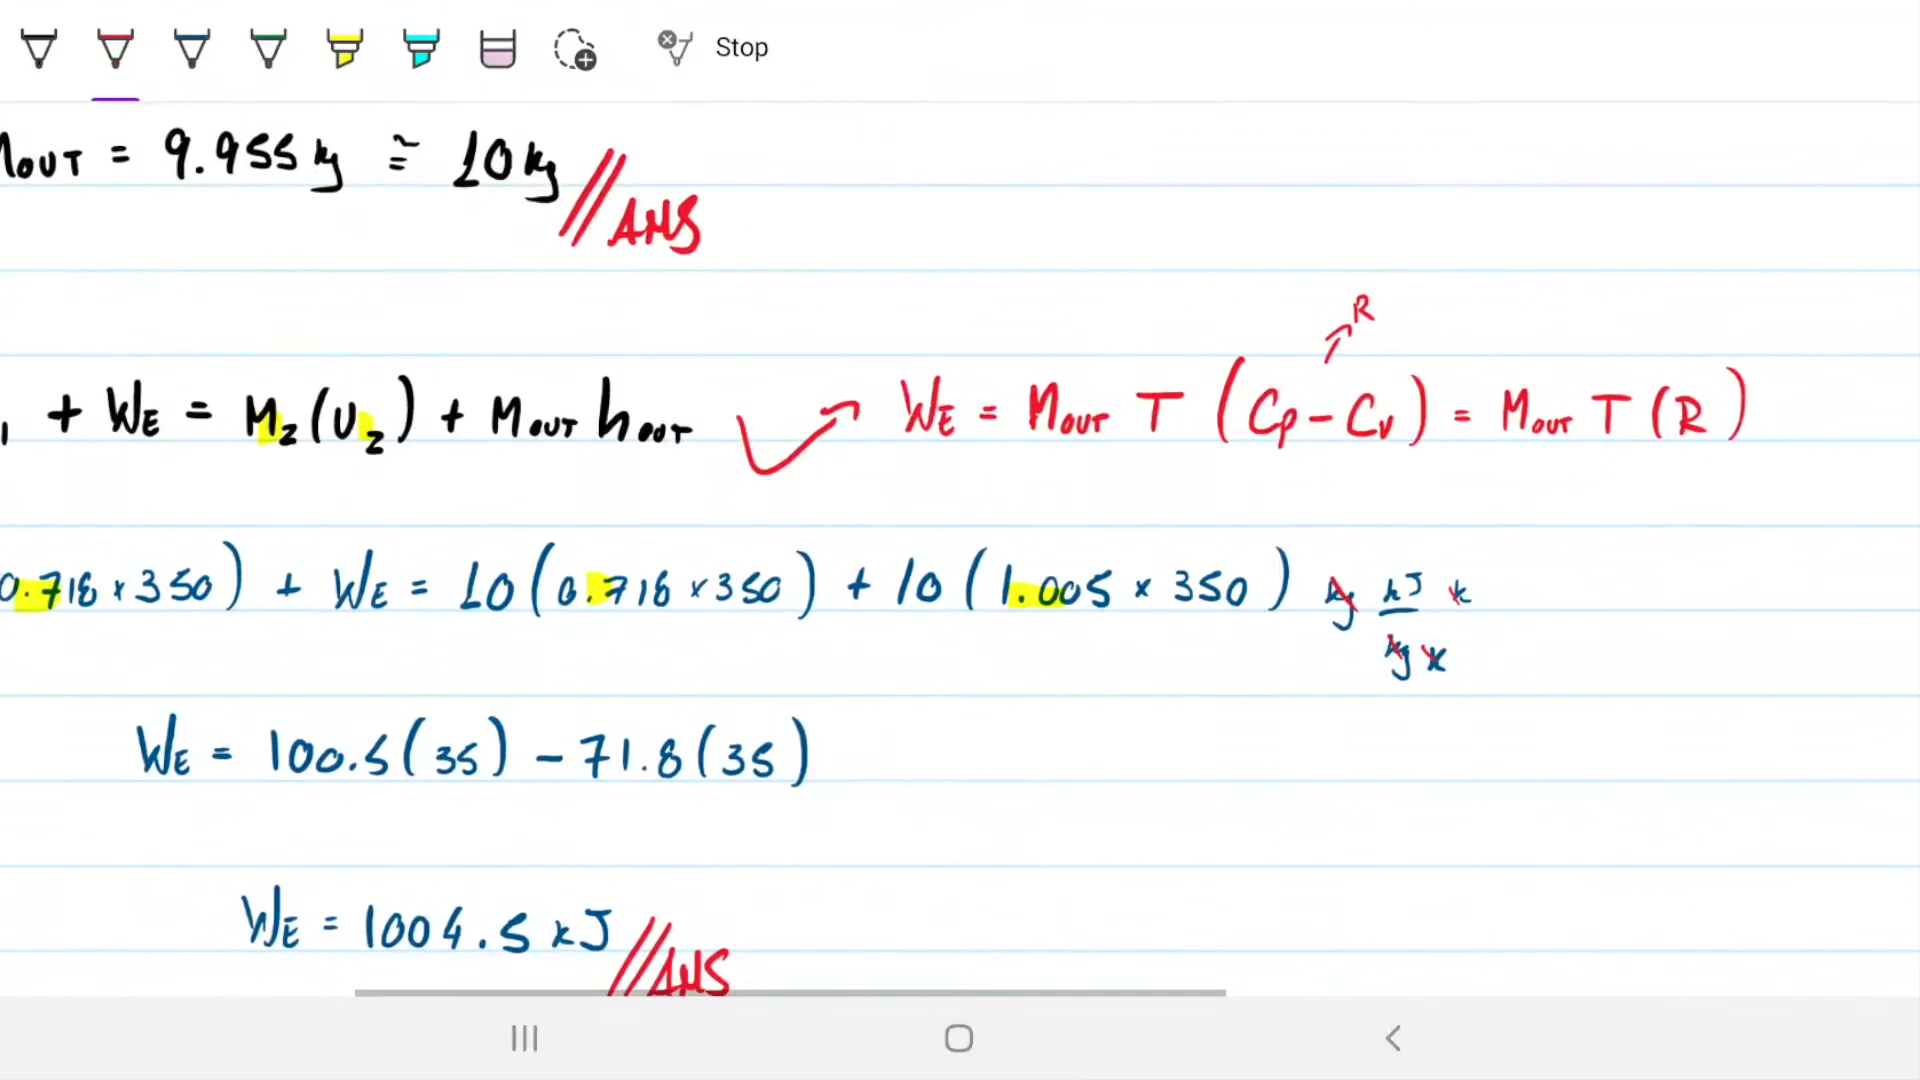 Stop
OUT = 9.955 kg ≅ 10 kg // ANS
R
1 + WE = M2(U2) + MOUT hOUT WE = MOUT T (Cp - Cv) = MOUT T (R)
0.718 x 350) + WE = 10(0.718 x 350) + 10(1.005 x 350) kg kJ K
kg K
WE = 100.5(35) - 71.8(35)
WE = 1004.5 kJ // ANS